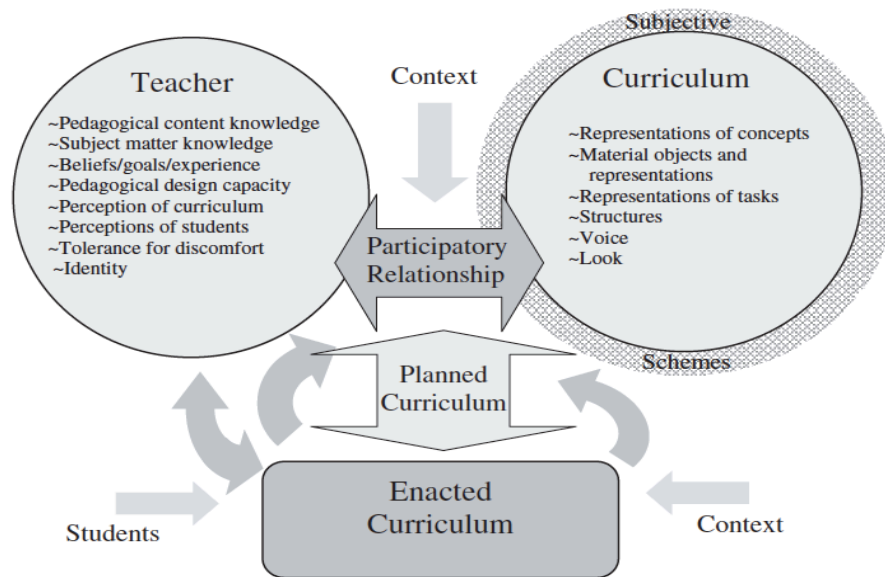 Teacher
~Pedagogical content knowledge
~Subject matter knowledge
~Beliefs/goals/experience
~Pedagogical design capacity
~Perception of curriculum
~Perceptions of students
~Tolerance for discomfort
~Identity
Context
Subjective
Curriculum
~Representations of concepts
~Material objects and
representations
~Representations of tasks
~Structures
~Voice
~Look
Schemes
Participatory
Relationship
Planned
Curriculum
Enacted
Curriculum
Students
Context